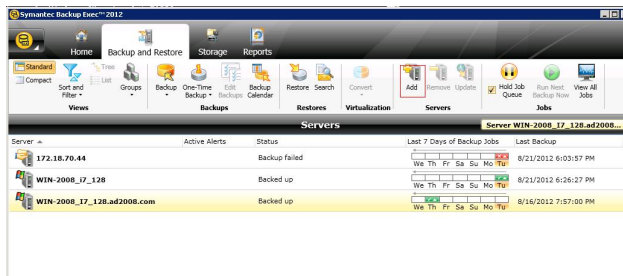 Symantec Backup Exec™ 2012
Home Backup and Restore Storage Reports
Standard
Compact
Sort and Filter
Tree
List
Groups
Views
Backup
One-Time Backup
Edit Backups
Backup Calendar
Backups
Restore Search
Restores
Convert
Virtualization
Add Remove Update
Servers
Hold Job Queue
Run Next Backup Now
View All Jobs
Jobs
Servers
Server WIN-2008_I7_128.ad2008...
Server Active Alerts Status Last 7 Days of Backup Jobs Last Backup
172.18.70.44 Backup failed We Th Fr Sa Su Mo Tu 8/21/2012 6:03:57 PM
WIN-2008_i7_128 Backed up We Th Fr Sa Su Mo Tu 8/21/2012 6:26:27 PM
WIN-2008_I7_128.ad2008.com Backed up We Th Fr Sa Su Mo Tu 8/16/2012 7:57:00 PM